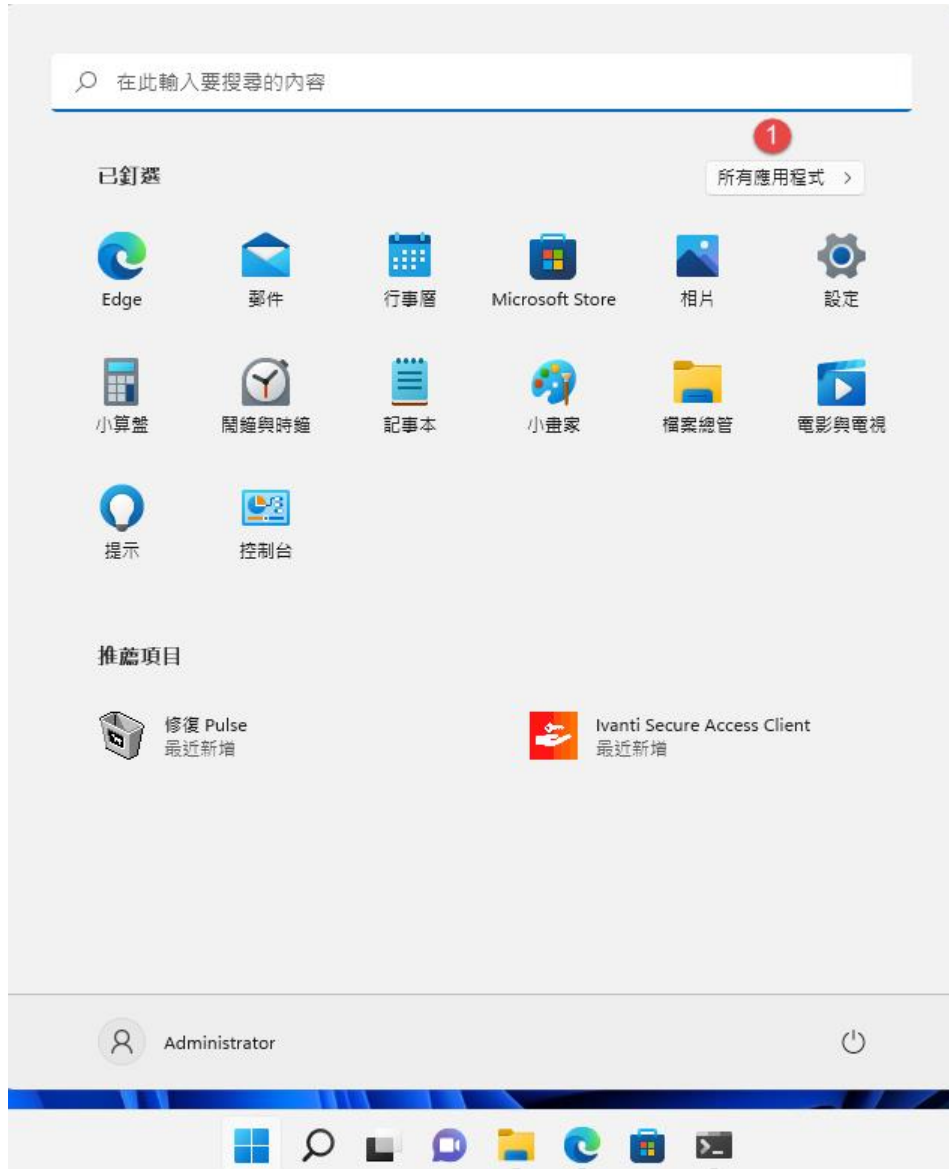 在此輸入要搜尋的內容
1
已釘選
所有應用程式
Edge
郵件
行事曆
Microsoft Store
相片
設定
小算盤
鬧鐘與時鐘
記事本
小畫家
檔案總管
電影與電視
提示
控制台
推薦項目
修復 Pulse
最近新增
Ivanti Secure Access Client
最近新增
Administrator